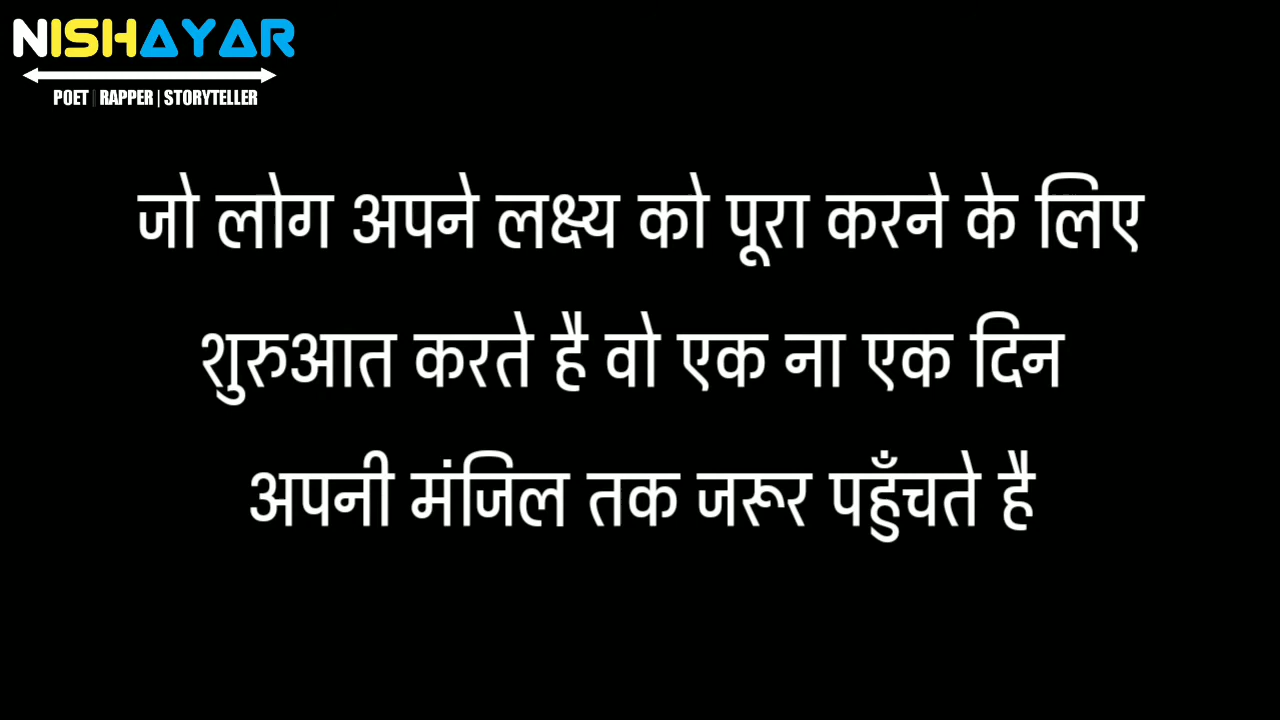 NISHAYAR
POET | RAPPER | STORYTELLER
जो लोग अपने लक्ष्य को पूरा करने के लिए
शुरुआत करते है वो एक ना एक दिन
अपनी मंजिल तक जरूर पहुँचते है